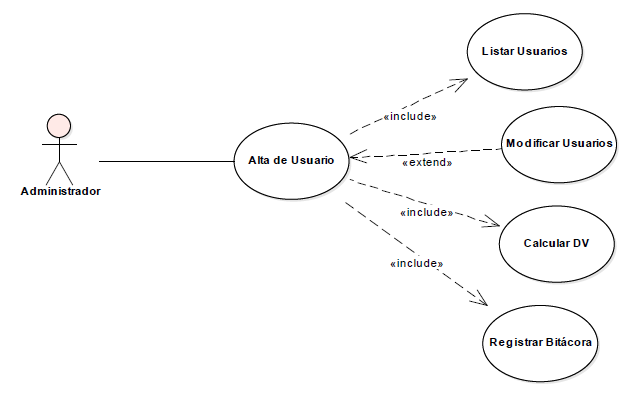 Listar Usuarios
«include»
Modificar Usuarios
Alta de Usuario
«extend»
Administrador
«include»
Calcular DV
«include»
Registrar Bitácora